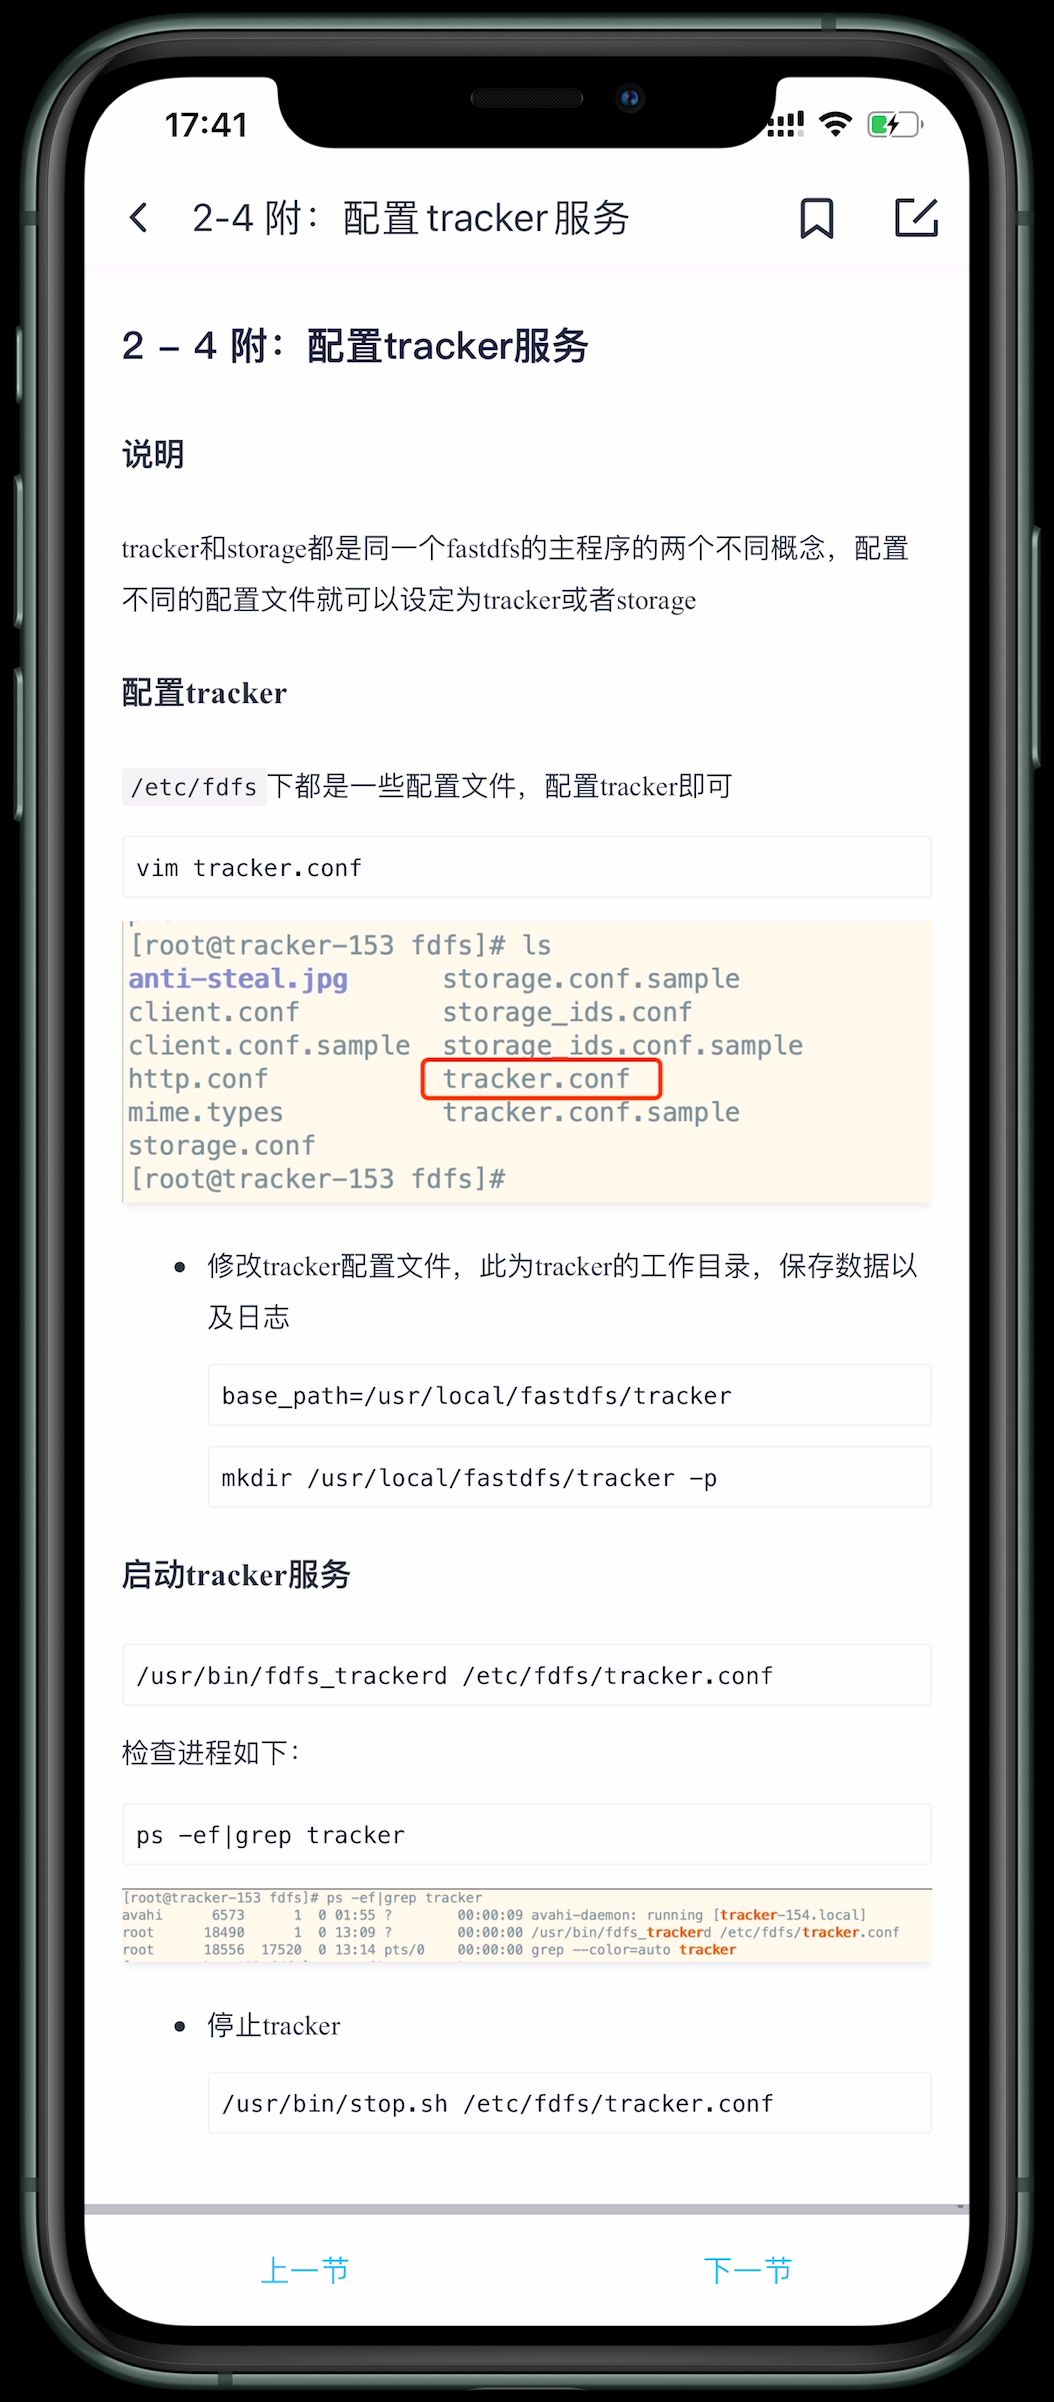 17:41
2-4 附：配置tracker服务
2 – 4 附：配置tracker服务
说明
tracker和storage都是同一个fastdfs的主程序的两个不同概念，配置
不同的配置文件就可以设定为tracker或者storage
配置tracker
/etc/fdfs下都是一些配置文件，配置tracker即可
vim tracker.conf
[root@tracker-153 fdfs]# ls
anti-steal.jpg storage.conf.sample
client.conf storage_ids.conf
client.conf.sample storage_ids.conf.sample
http.conf tracker.conf
mime.types tracker.conf.sample
storage.conf
[root@tracker-153 fdfs]#
修改tracker配置文件，此为tracker的工作目录，保存数据以
及日志
base_path=/usr/local/fastdfs/tracker
mkdir /usr/local/fastdfs/tracker -p
启动tracker服务
/usr/bin/fdfs_trackerd /etc/fdfs/tracker.conf
检查进程如下：
ps -ef|grep tracker
[root@tracker-153 fdfs]# ps -ef|grep tracker
avahi 6573 1 0 01:55 ? 00:00:09 avahi-daemon: running [tracker-154.local]
root 18490 1 0 13:09 ? 00:00:00 /usr/bin/fdfs_trackerd /etc/fdfs/tracker.conf
root 18556 17520 0 13:14 pts/0 00:00:00 grep --color=auto tracker
停止tracker
/usr/bin/stop.sh /etc/fdfs/tracker.conf
上一节 下一节